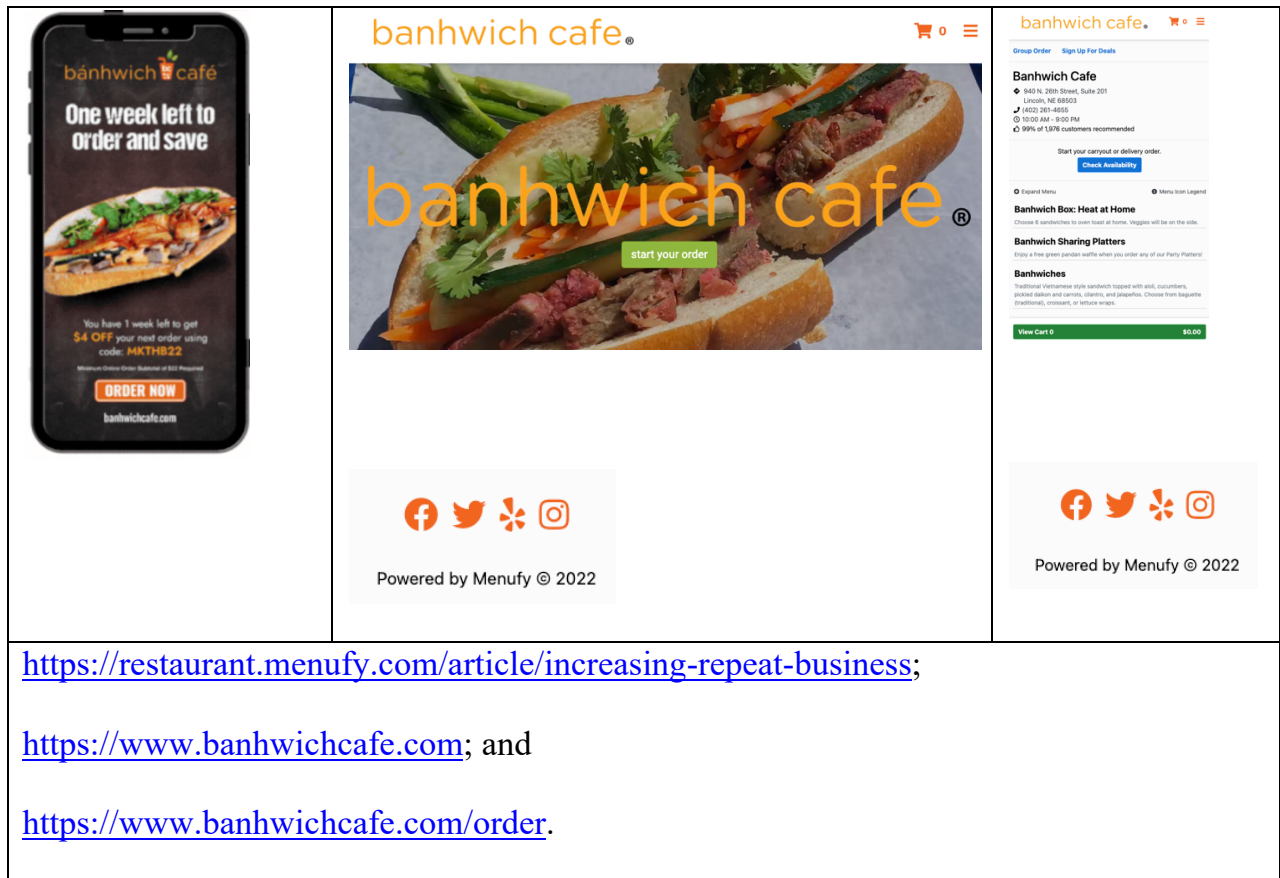 bánhwich café
One week left to
order and save
You have 1 week left to get
$4 OFF your next order using
code: MKTHB22
Minimum Online Order Subtotal of $22 Required
ORDER NOW
banhwichcafe.com
banhwich cafe®
0
banhwich cafe®
start your order
Powered by Menufy © 2022
banhwich cafe.
0
Group Order Sign Up For Deals
Banhwich Cafe
940 N. 26th Street, Suite 201
Lincoln, NE 68503
(402) 261-4655
10:00 AM - 9:00 PM
99% of 1,976 customers recommended
Start your carryout or delivery order.
Check Availability
Expand Menu Menu Icon Legend
Banhwich Box: Heat at Home
Choose 6 sandwiches to oven toast at home. Veggies will be on the side.
Banhwich Sharing Platters
Enjoy a free green pandan waffle when you order any of our Party Platters!
Banhwiches
Traditional Vietnamese style sandwich topped with aioli, cucumbers,
pickled daikon and carrots, cilantro, and jalapeños. Choose from baguette
(traditional), croissant, or lettuce wraps.
View Cart 0 $0.00
Powered by Menufy © 2022
https://restaurant.menufy.com/article/increasing-repeat-business;
https://www.banhwichcafe.com; and
https://www.banhwichcafe.com/order.